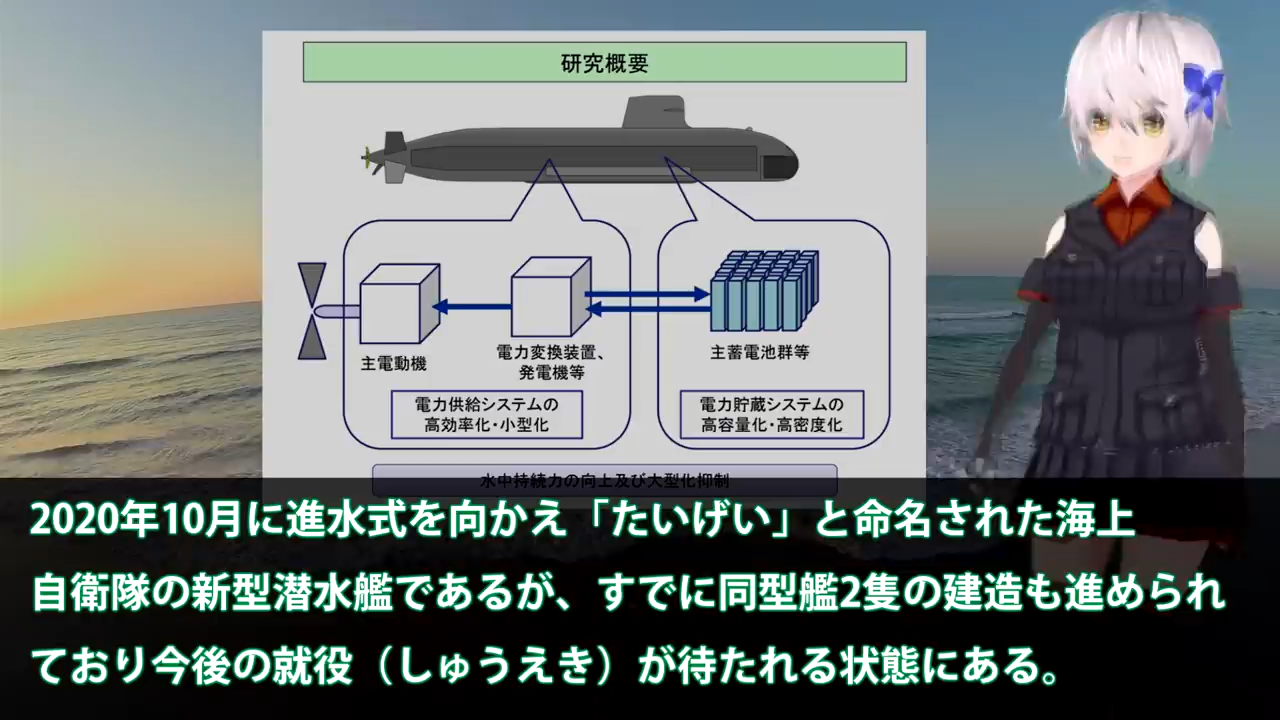 研究概要
主電動機
電力変換装置、
発電機等
主蓄電池群等
電力供給システムの
高効率化・小型化
電力貯蔵システムの
高容量化・高密度化
水中持続力の向上及び大型化抑制
2020年10月に進水式を向かえ「たいげい」と命名された海上
自衛隊の新型潜水艦であるが、すでに同型艦2隻の建造も進められ
ており今後の就役（しゅうえき）が待たれる状態にある。